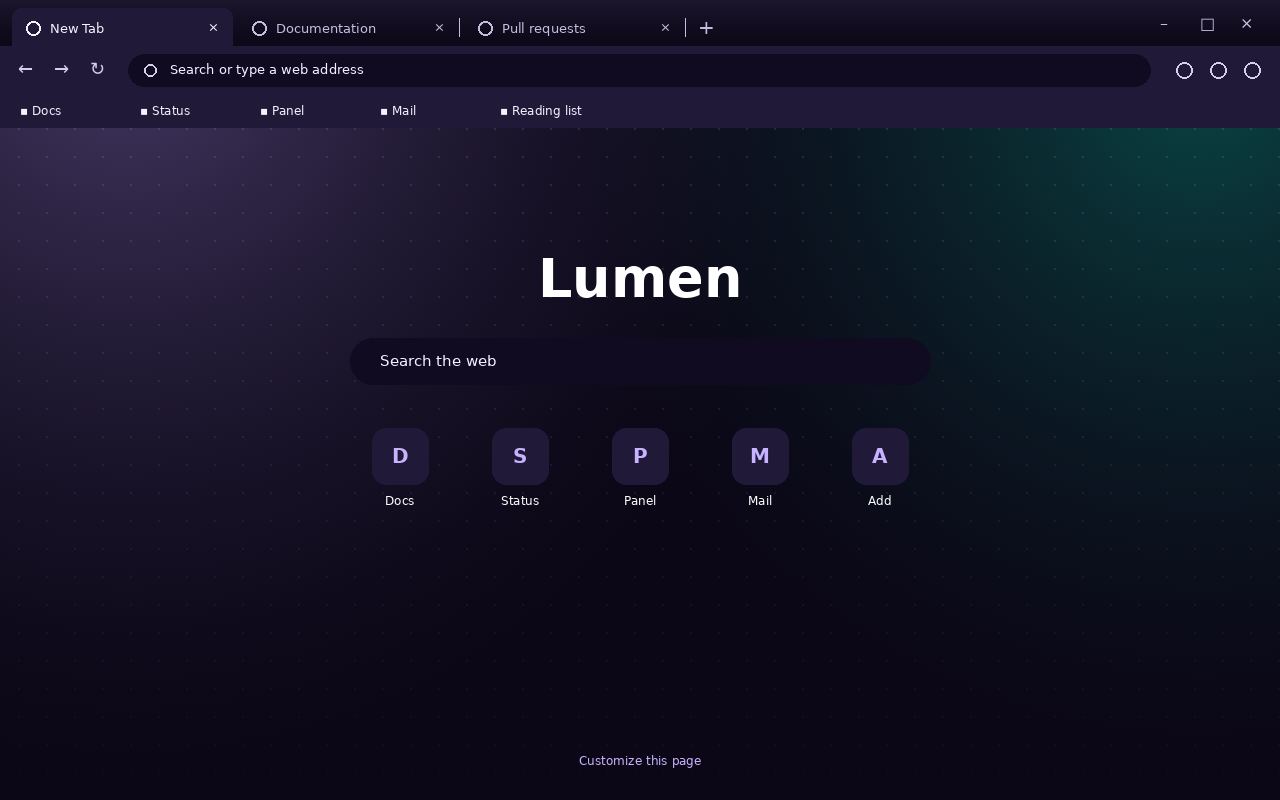 New Tab
Documentation
Pull requests
Search or type a web address
Docs
Status
Panel
Mail
Reading list
Lumen
Search the web
D
S
P
M
A
Docs
Status
Panel
Mail
Add
Customize this page